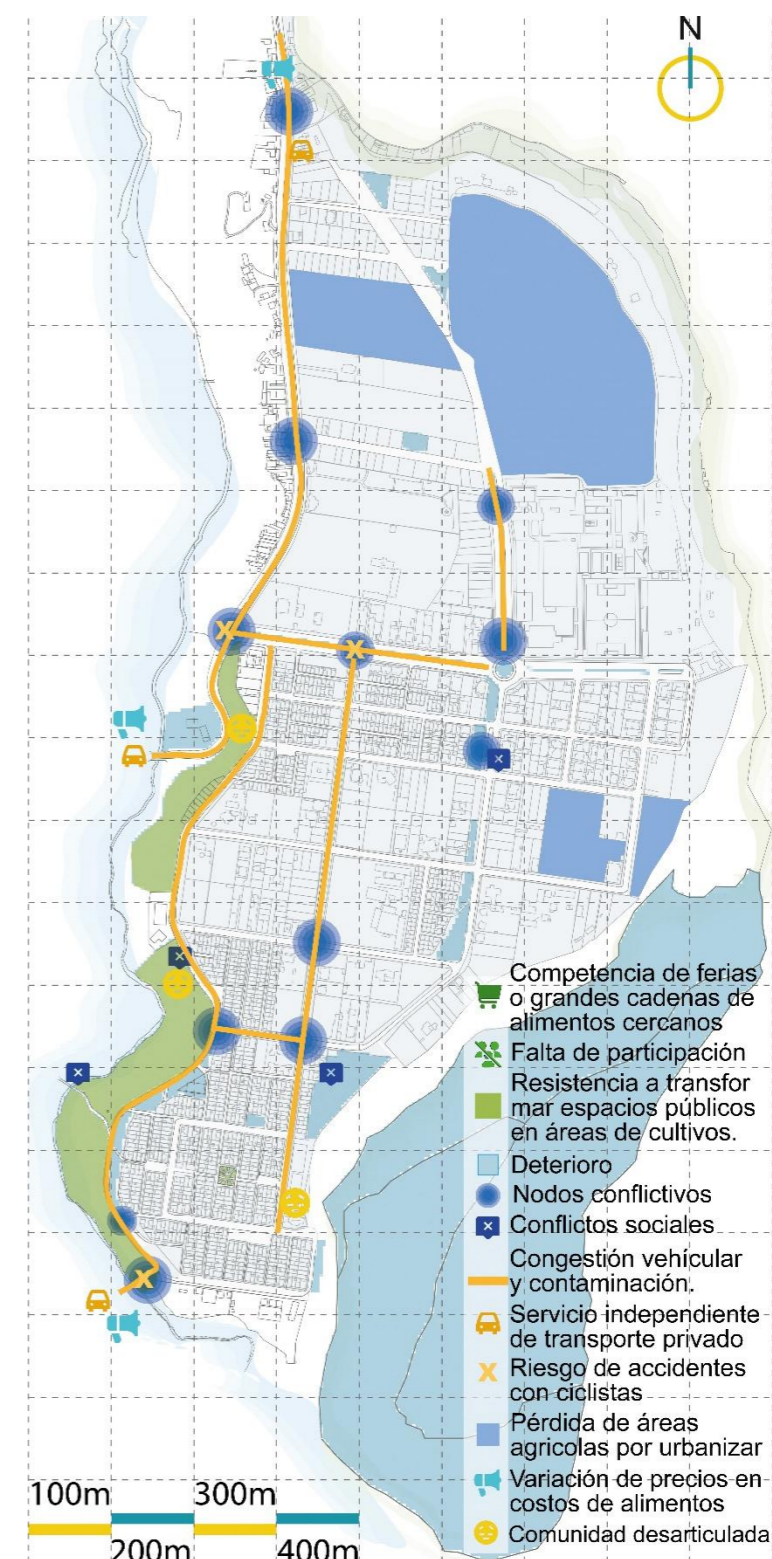 N
Competencia de ferias
o grandes cadenas de
alimentos cercanos
Falta de participación
Resistencia a transfor
mar espacios públicos
en áreas de cultivos.
Deterioro
Nodos conflictivos
Conflictos sociales
Congestión vehícular
y contaminación.
Servicio independiente
de transporte privado
Riesgo de accidentes
con ciclistas
Pérdida de áreas
agrícolas por urbanizar
Variación de precios en
costos de alimentos
Comunidad desarticulada
100m 300m
200m 400m